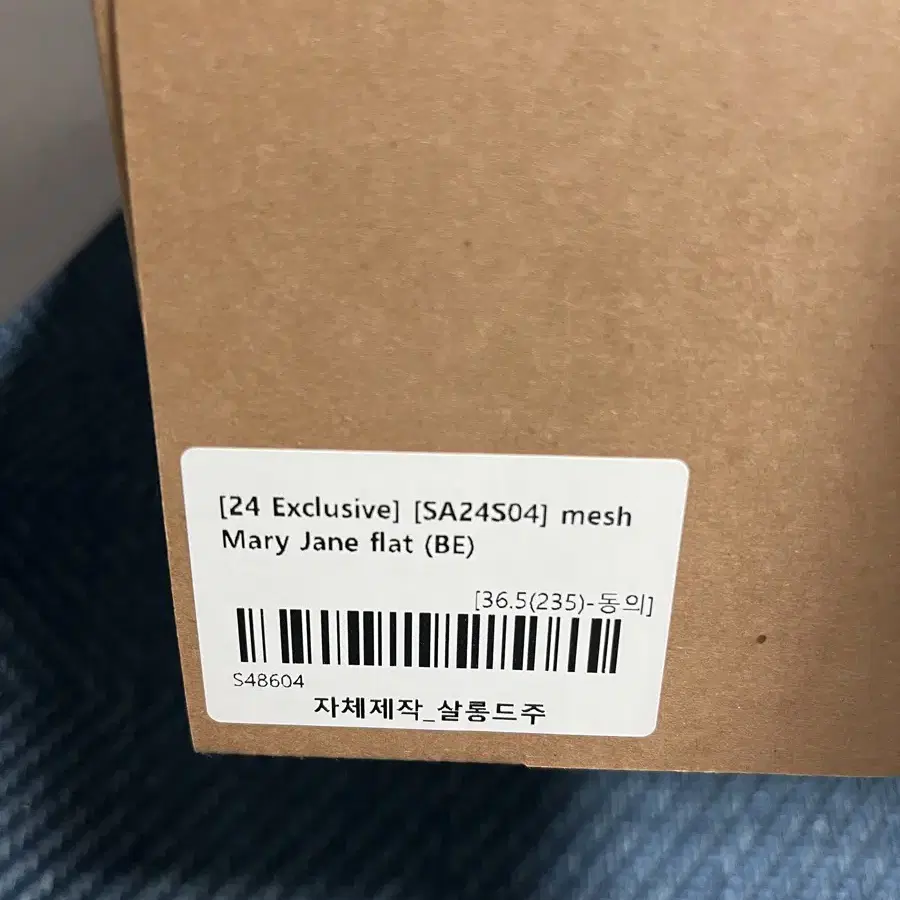 [24 Exclusive] [SA24S04] mesh
Mary Jane flat (BE)
[36.5(235)-동의]
S48604
자체제작_살롱드주